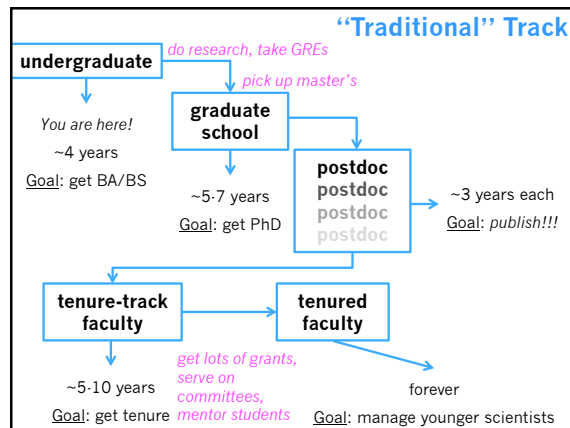 “Traditional” Track
do research, take GREs
undergraduate
pick up master's
You are here!
~4 years
Goal: get BA/BS
graduate
school
~5-7 years
Goal: get PhD
postdoc
postdoc
postdoc
postdoc
~3 years each
Goal: publish!!!
tenure-track
faculty
tenured
faculty
~5-10 years
Goal: get tenure
get lots of grants,
serve on
committees,
mentor students
forever
Goal: manage younger scientists